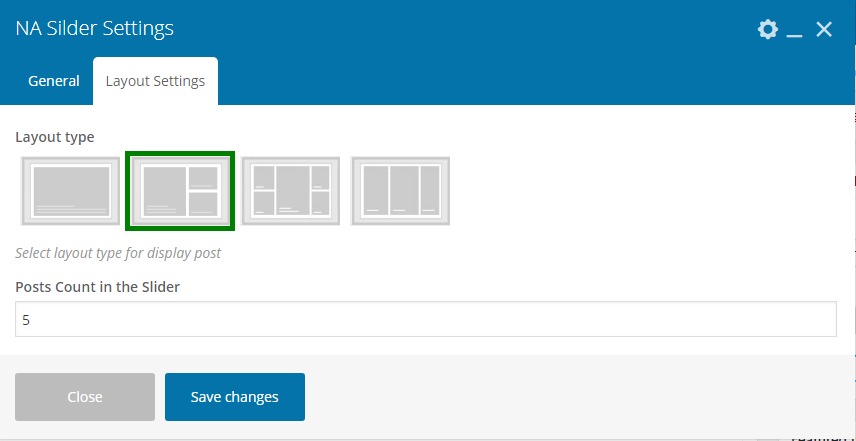 NA Silder Settings
General
Layout Settings
Layout type
Select layout type for display post
Posts Count in the Slider
5
Close
Save changes